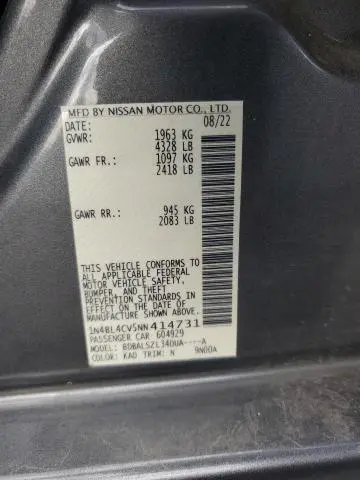 MFD BY NISSAN MOTOR CO., LTD.
DATE: 08/22
GVWR: 1963 KG
4328 LB
GAWR FR.: 1097 KG
2418 LB
GAWR RR.: 945 KG
2083 LB
THIS VEHICLE CONFORMS
TO ALL APPLICABLE FEDERAL
MOTOR VEHICLE SAFETY,
BUMPER, AND THEFT
PREVENTION STANDARDS IN
EFFECT ON THE DATE OF
MANUFACTURE SHOWN ABOVE.
1N4BL4CV5NN414731
PASSENGER CAR: 604929
MODEL: BDBALSZL34DUA----A
COLOR: KAD TRIM: N 9N00A